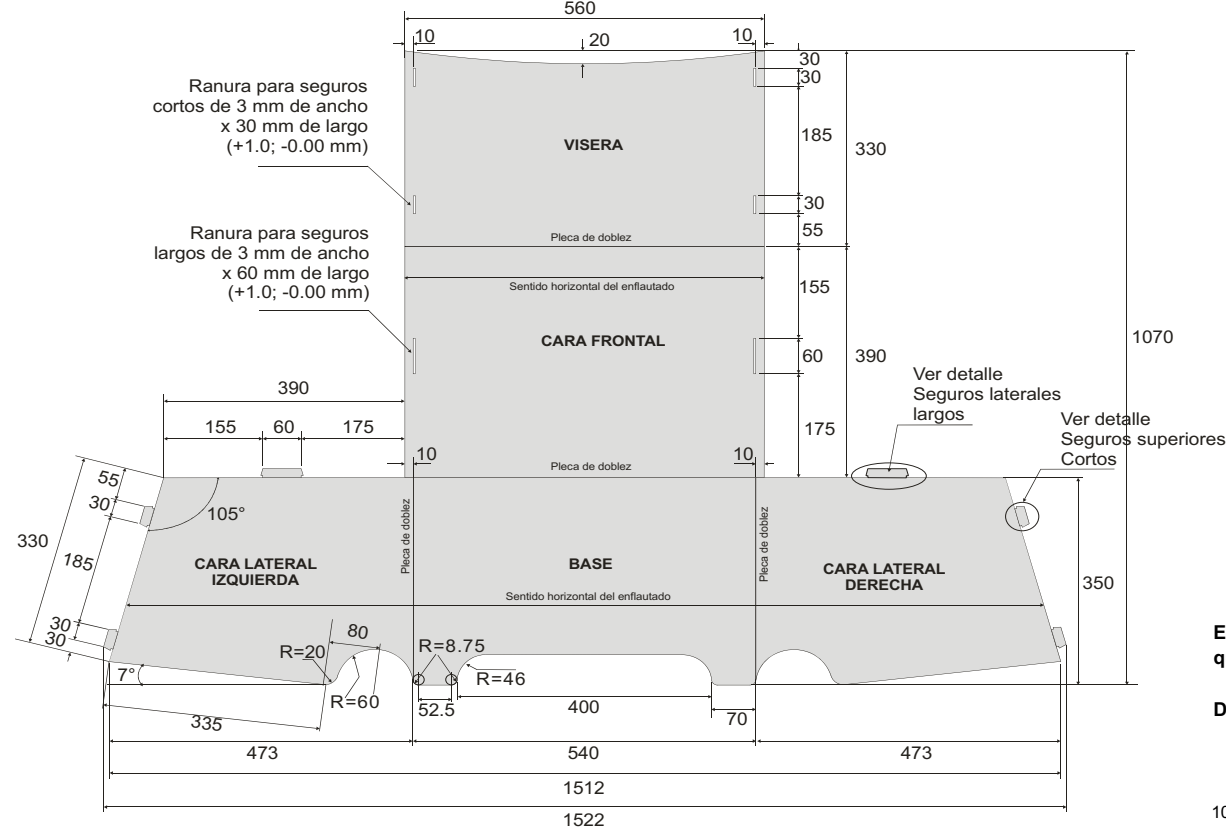 560
10
20
10
30
30
Ranura para seguros
cortos de 3 mm de ancho
x 30 mm de largo
(+1.0; -0.00 mm)
VISERA
185
330
30
55
Ranura para seguros
largos de 3 mm de ancho
x 60 mm de largo
(+1.0; -0.00 mm)
Pleca de doblez
Sentido horizontal del enflautado
155
CARA FRONTAL
60
390
1070
390
Ver detalle
Seguros laterales
largos
155
60
175
175
Ver detalle
Seguros superiores
Cortos
10
Pleca de doblez
10
55
30
105°
330
185
Pleca de doblez
Pleca de doblez
CARA LATERAL
IZQUIERDA
BASE
CARA LATERAL
DERECHA
350
Sentido horizontal del enflautado
30
30
80
R=20
R=8.75
7°
R=60
R=46
52.5
400
70
335
473
540
473
1512
1522
E
q
D
10